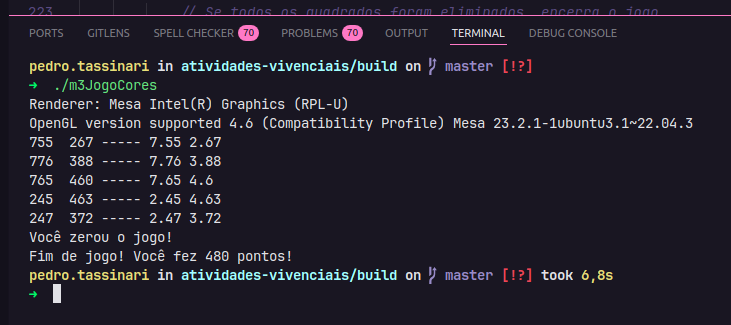 223 // Se todos os quadrados foram eliminados, encerra o jogo
PORTS GITLENS SPELL CHECKER 70 PROBLEMS 70 OUTPUT TERMINAL DEBUG CONSOLE
pedro.tassinari in atividades-vivenciais/build on master [!?]
➜ ./m3JogoCores
Renderer: Mesa Intel(R) Graphics (RPL-U)
OpenGL version supported 4.6 (Compatibility Profile) Mesa 23.2.1-1ubuntu3.1~22.04.3
755  267 ----- 7.55 2.67
776  388 ----- 7.76 3.88
765  460 ----- 7.65 4.6
245  463 ----- 2.45 4.63
247  372 ----- 2.47 3.72
Você zerou o jogo!
Fim de jogo! Você fez 480 pontos!
pedro.tassinari in atividades-vivenciais/build on master [!?] took 6,8s
➜